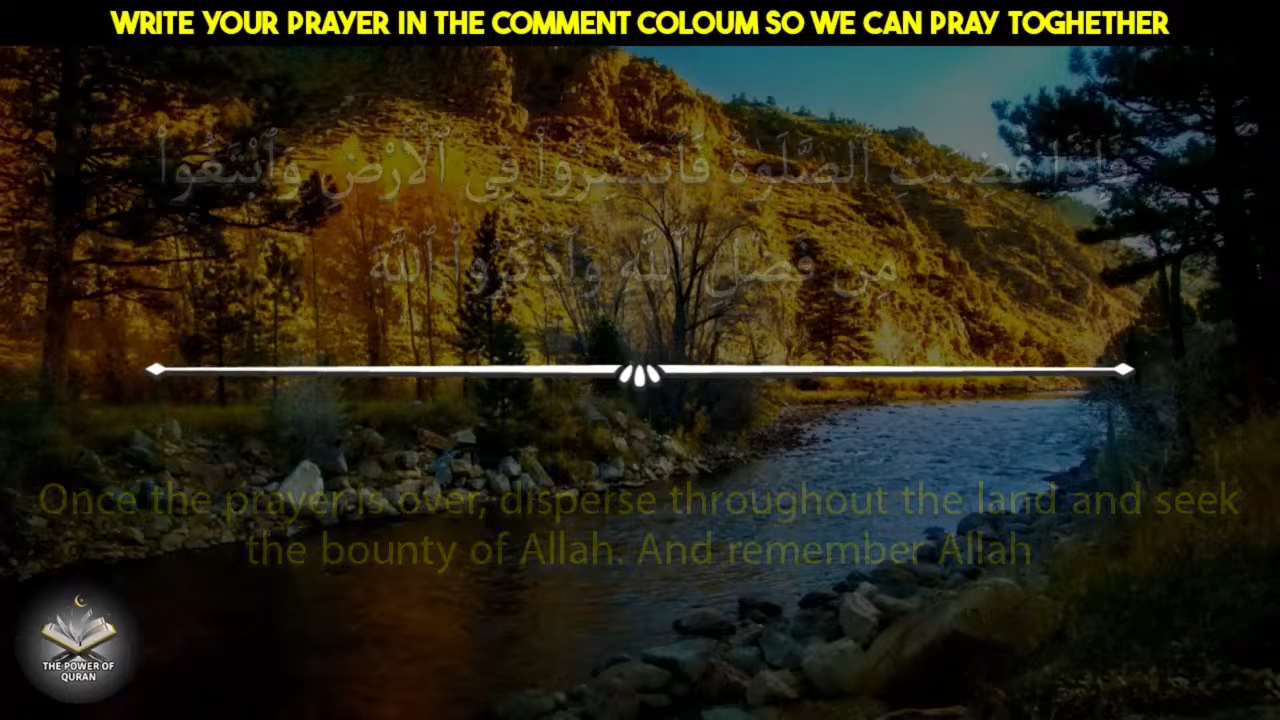 WRITE YOUR PRAYER IN THE COMMENT COLOUM SO WE CAN PRAY TOGHETHER
فَإِذَا قُضِيَتِ ٱلصَّلَوٰةُ فَٱنتَشِرُوا۟ فِى ٱلْأَرْضِ وَٱبْتَغُوا۟
مِن فَضْلِ ٱللَّهِ وَٱذْكُرُوا۟ ٱللَّهَ
Once the prayer is over, disperse throughout the land and seek
the bounty of Allah. And remember Allah
THE POWER OF
QURAN